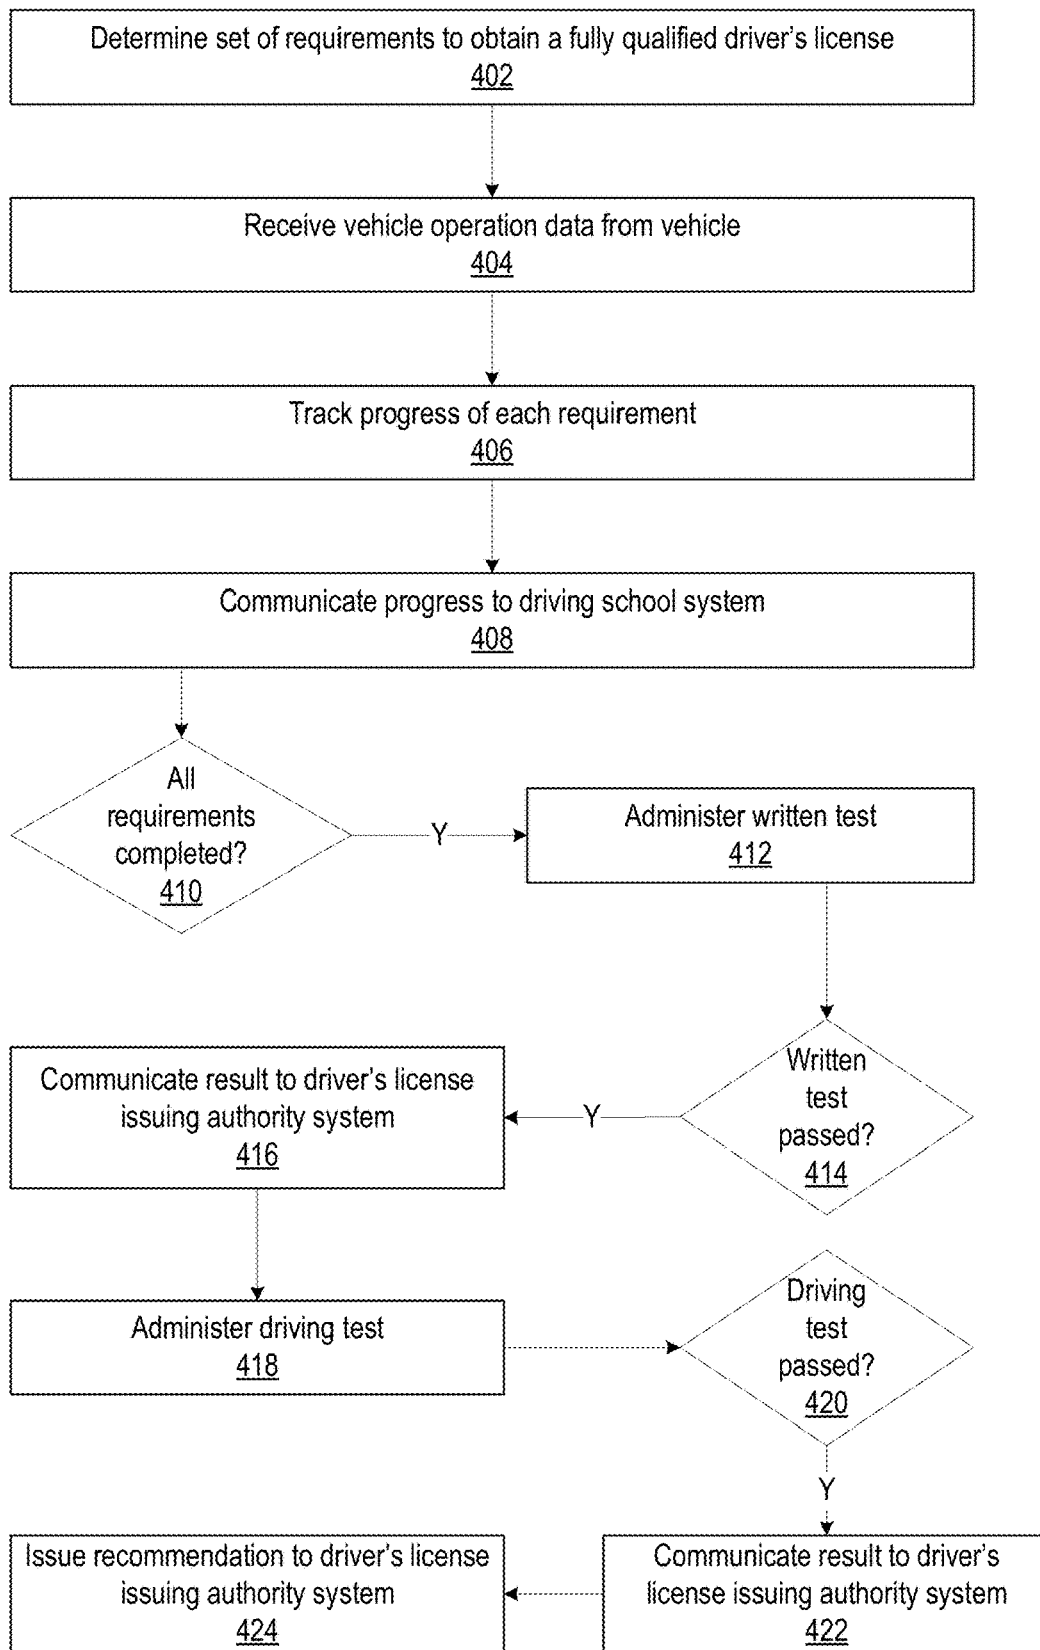 Determine set of requirements to obtain a fully qualified driver's license
402
Receive vehicle operation data from vehicle
404
Track progress of each requirement
406
Communicate progress to driving school system
408
All
requirements
completed?
410
Y
Administer written test
412
Written
test
passed?
414
Y
Communicate result to driver's license
issuing authority system
416
Administer driving test
418
Driving
test
passed?
420
Y
Communicate result to driver's
license issuing authority system
422
Issue recommendation to driver's license
issuing authority system
424